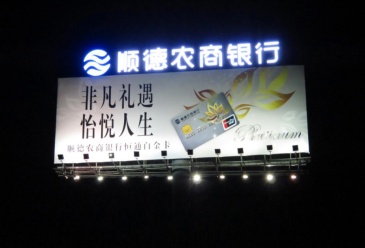 顺德农商银行
非凡礼遇
怡悦人生
顺德农商银行恒通白金卡
Platinum